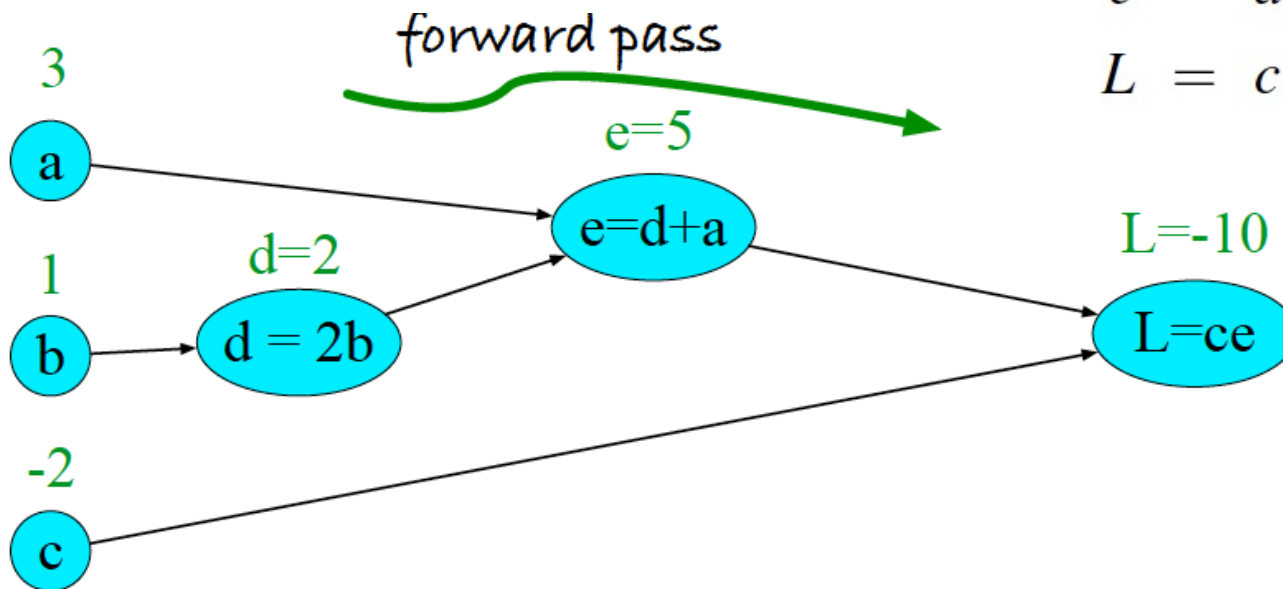 forward pass
L = c
3
a
e=5
e=d+a
1
b
d=2
d = 2b
L=-10
L=ce
-2
c